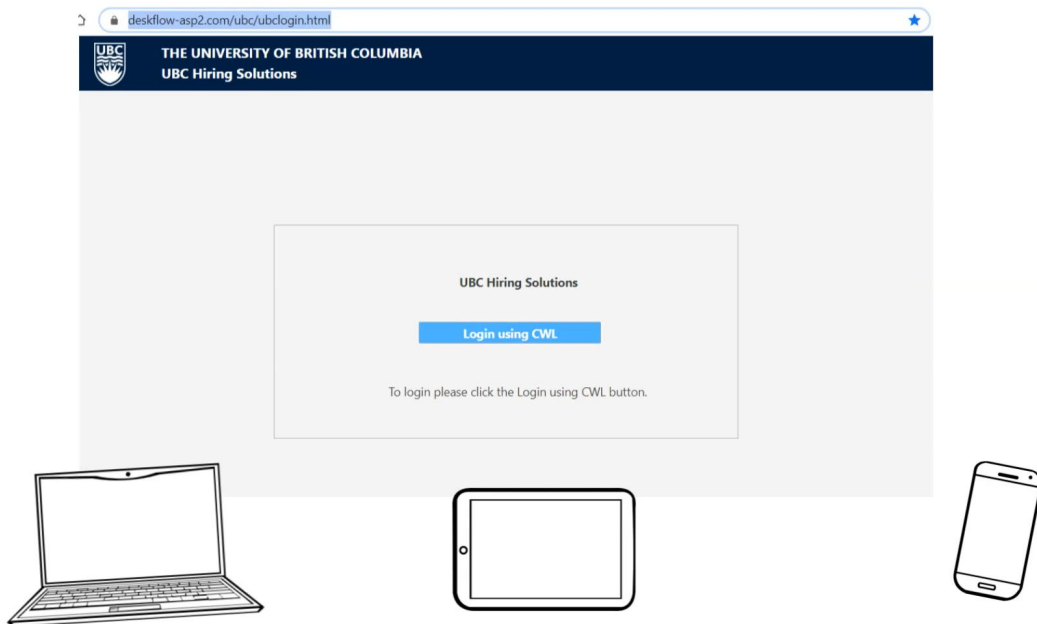 deskflow-asp2.com/ubc/ubclogin.html
UBC
THE UNIVERSITY OF BRITISH COLUMBIA
UBC Hiring Solutions
UBC Hiring Solutions
Login using CWL
To login please click the Login using CWL button.